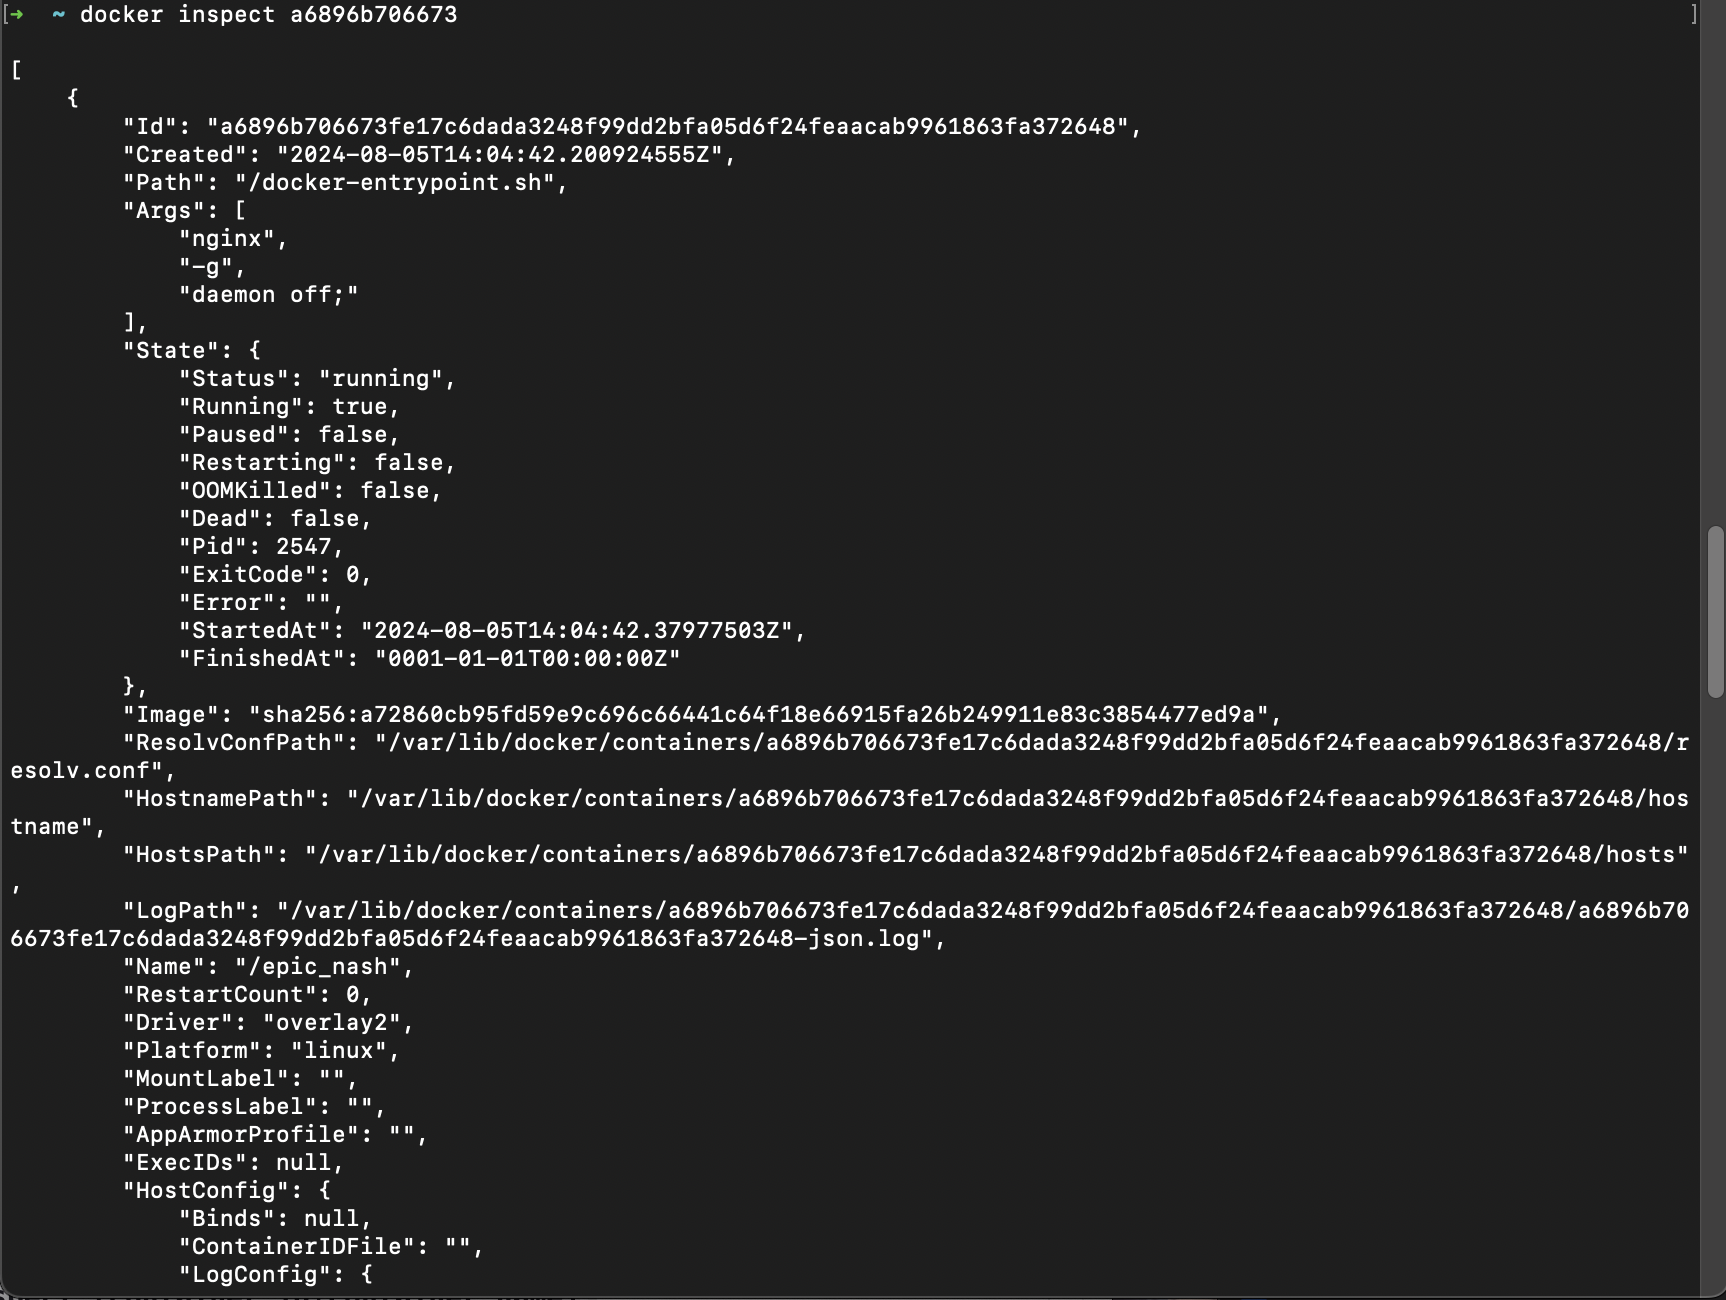 [➜  ~ docker inspect a6896b706673 ]
[
    {
        "Id": "a6896b706673fe17c6dada3248f99dd2bfa05d6f24feaacab9961863fa372648",
        "Created": "2024-08-05T14:04:42.200924555Z",
        "Path": "/docker-entrypoint.sh",
        "Args": [
            "nginx",
            "-g",
            "daemon off;"
        ],
        "State": {
            "Status": "running",
            "Running": true,
            "Paused": false,
            "Restarting": false,
            "OOMKilled": false,
            "Dead": false,
            "Pid": 2547,
            "ExitCode": 0,
            "Error": "",
            "StartedAt": "2024-08-05T14:04:42.37977503Z",
            "FinishedAt": "0001-01-01T00:00:00Z"
        },
        "Image": "sha256:a72860cb95fd59e9c696c66441c64f18e66915fa26b249911e83c3854477ed9a",
        "ResolvConfPath": "/var/lib/docker/containers/a6896b706673fe17c6dada3248f99dd2bfa05d6f24feaacab9961863fa372648/r
esolv.conf",
        "HostnamePath": "/var/lib/docker/containers/a6896b706673fe17c6dada3248f99dd2bfa05d6f24feaacab9961863fa372648/hos
tname",
        "HostsPath": "/var/lib/docker/containers/a6896b706673fe17c6dada3248f99dd2bfa05d6f24feaacab9961863fa372648/hosts"
,
        "LogPath": "/var/lib/docker/containers/a6896b706673fe17c6dada3248f99dd2bfa05d6f24feaacab9961863fa372648/a6896b70
6673fe17c6dada3248f99dd2bfa05d6f24feaacab9961863fa372648-json.log",
        "Name": "/epic_nash",
        "RestartCount": 0,
        "Driver": "overlay2",
        "Platform": "linux",
        "MountLabel": "",
        "ProcessLabel": "",
        "AppArmorProfile": "",
        "ExecIDs": null,
        "HostConfig": {
            "Binds": null,
            "ContainerIDFile": "",
            "LogConfig": {